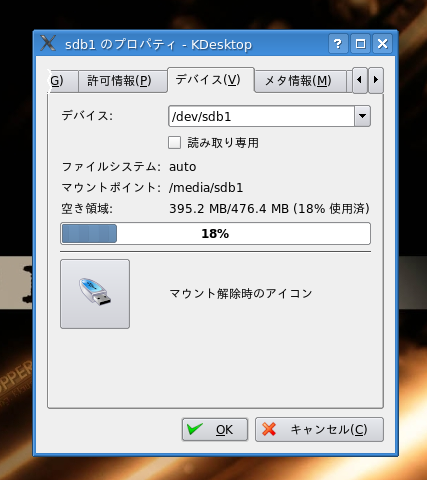 sdb1 のプロパティ - KDesktop
G) 許可情報(P) デバイス(V) メタ情報(M)
デバイス: /dev/sdb1
読み取り専用
ファイルシステム: auto
マウントポイント: /media/sdb1
空き領域: 395.2 MB/476.4 MB (18% 使用済)
18%
マウント解除時のアイコン
OK キャンセル(C)